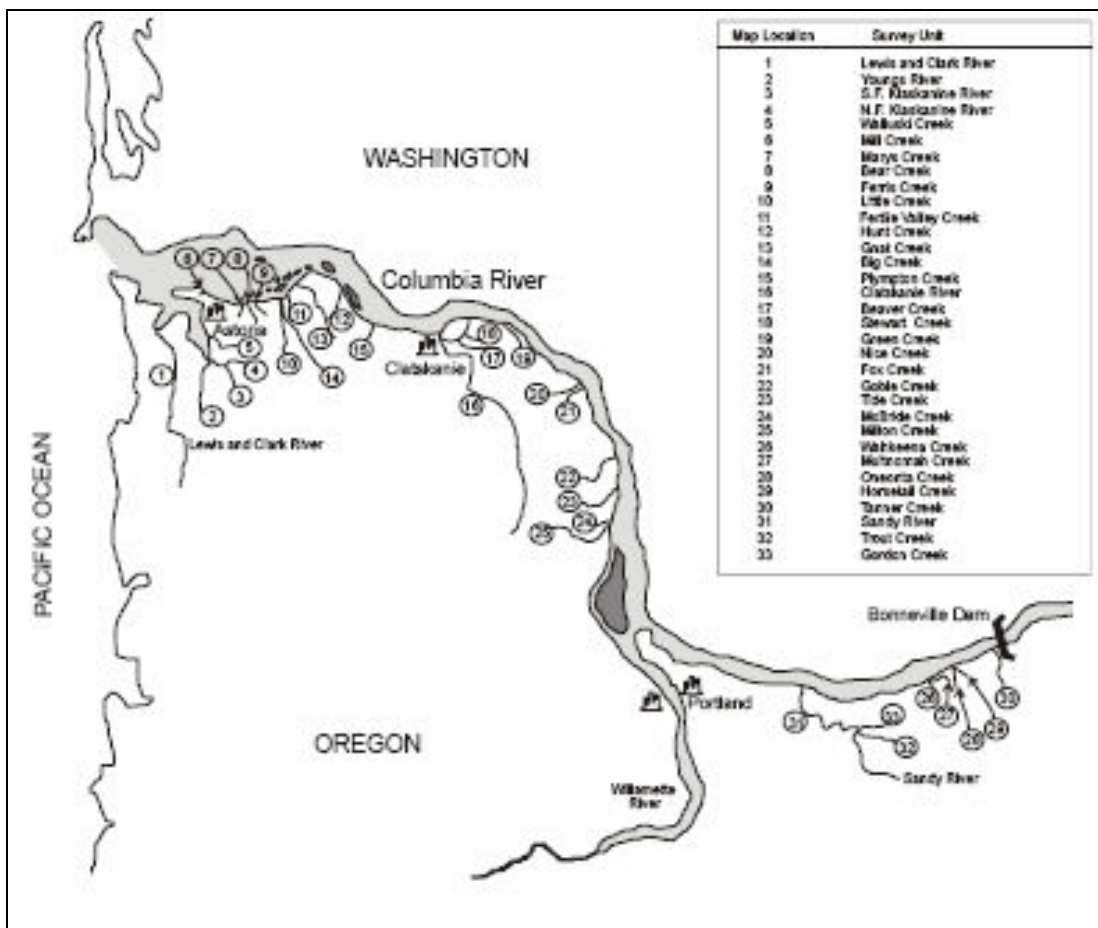 Map Location Survey Unit
1 Lewis and Clark River
2 Youngs River
3 S.F. Klaskanine River
4 N.F. Klaskanine River
5 Walluski Creek
6 Mill Creek
7 Marys Creek
8 Bear Creek
9 Ferris Creek
10 Little Creek
11 Fertile Valley Creek
12 Hunt Creek
13 Gnat Creek
14 Big Creek
15 Plympton Creek
16 Clatskanie River
17 Beaver Creek
18 Stewart Creek
19 Green Creek
20 Nice Creek
21 Fox Creek
22 Goble Creek
23 Tide Creek
24 McBride Creek
25 Milton Creek
26 Wahkeena Creek
27 Multnomah Creek
28 Oneonta Creek
29 Horsetail Creek
30 Tanner Creek
31 Sandy River
32 Trout Creek
33 Gordon Creek
WASHINGTON
Columbia River
6 7 8
9
Astoria
11
12
13
5
4
10
14
15
3
2
1
Lewis and Clark River
Clatskanie
18
17
19
16
20
21
22
23
24
25
PACIFIC OCEAN
OREGON
Portland
Willamette
River
Bonneville Dam
26
27
28
29
30
31
33
32
Sandy River